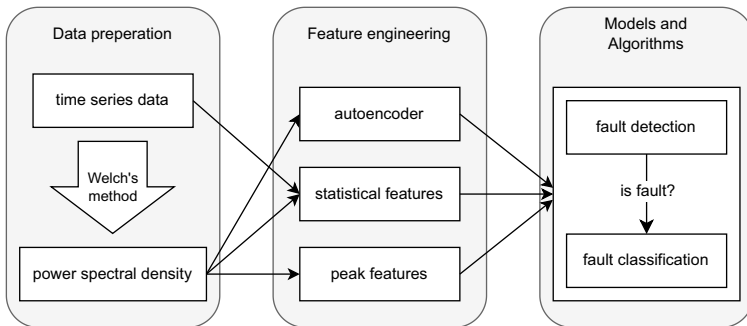 Data preperation
time series data
Welch's
method
power spectral density
Feature engineering
autoencoder
statistical features
peak features
Models and
Algorithms
fault detection
is fault?
fault classification